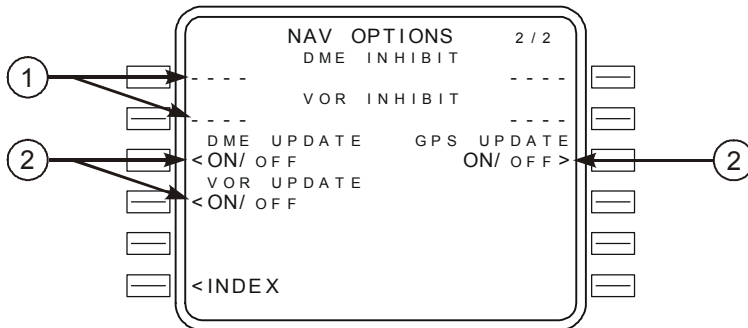 NAV OPTIONS 2/2
DME INHIBIT
1 ---- ----
VOR INHIBIT
---- ----
DME UPDATE GPS UPDATE
2 <ON/OFF ON/OFF> 2
VOR UPDATE
<ON/OFF
<INDEX